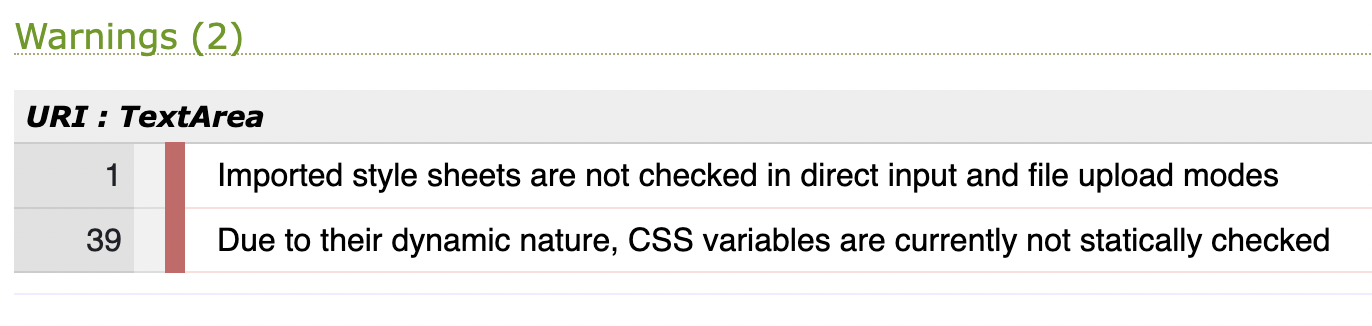 Warnings (2)
URI : TextArea
1 Imported style sheets are not checked in direct input and file upload modes
39 Due to their dynamic nature, CSS variables are currently not statically checked